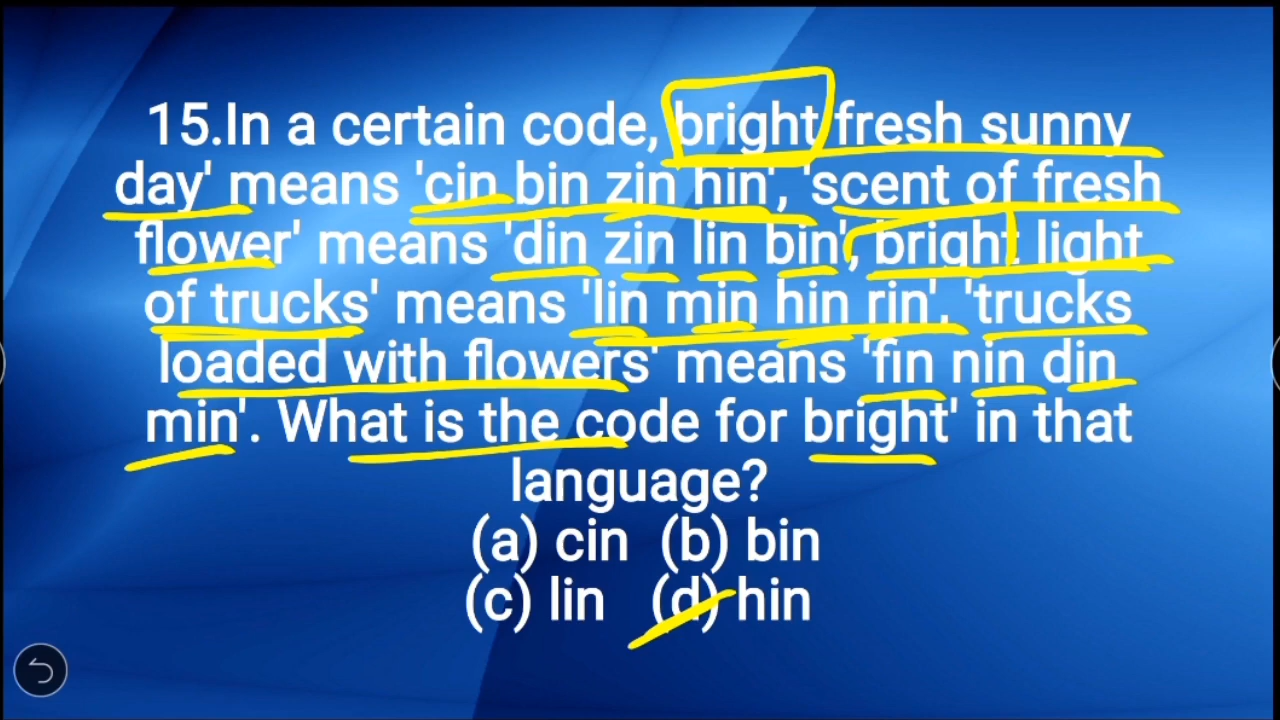 15.In a certain code, bright fresh sunny
day' means 'cin bin zin hin', 'scent of fresh
flower' means 'din zin lin bin', bright light
of trucks' means 'lin min hin rin'. 'trucks
loaded with flowers' means 'fin nin din
min'. What is the code for bright' in that
language?
(a) cin (b) bin
(c) lin (d) hin